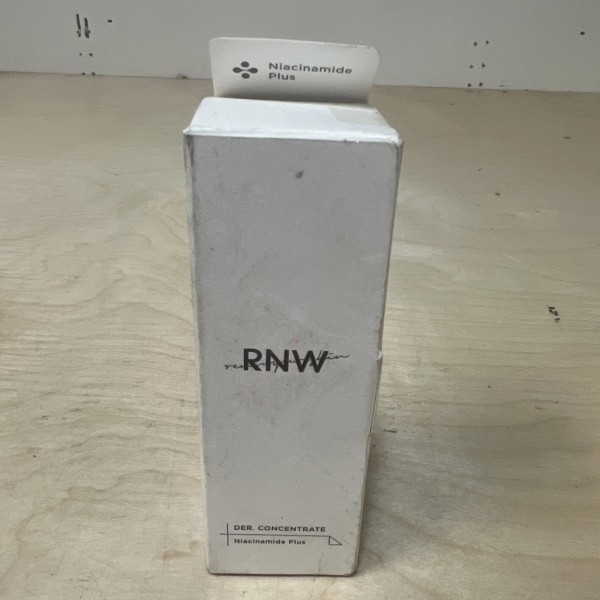 Niacinamide
Plus
RNW
DER. CONCENTRATE
Niacinamide Plus